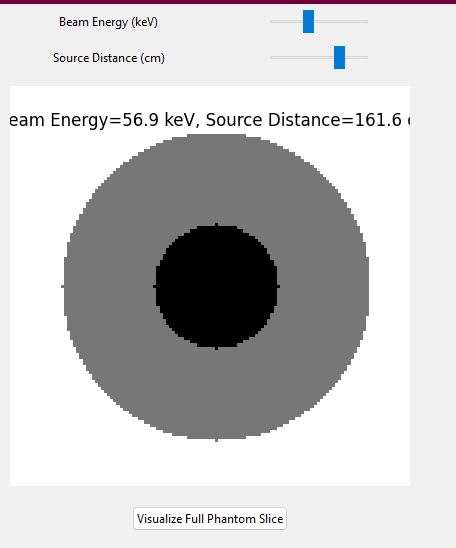 Beam Energy (keV)
Source Distance (cm)
eam Energy=56.9 keV, Source Distance=161.6 c
Visualize Full Phantom Slice